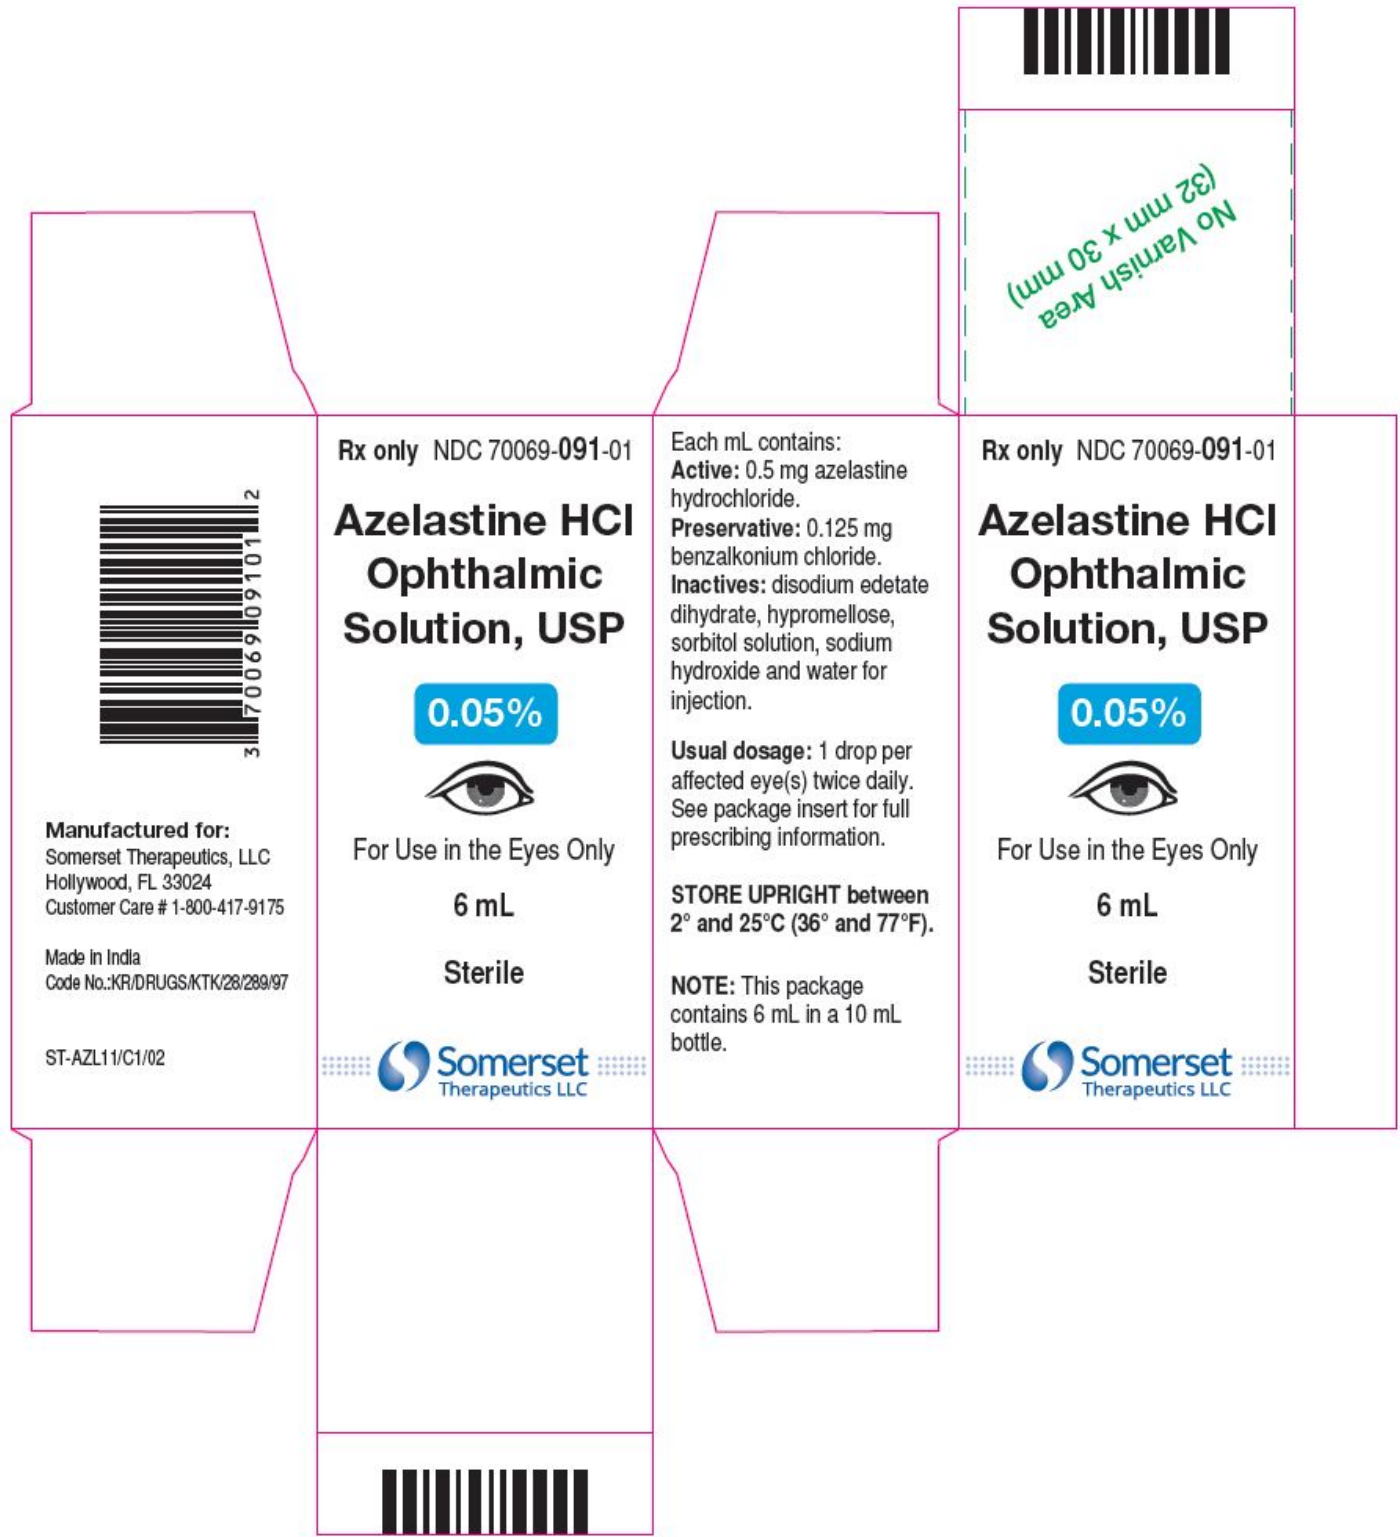 No Varnish Area
(32 mm x 30 mm)
3 70069 09101 2
Manufactured for:
Somerset Therapeutics, LLC
Hollywood, FL 33024
Customer Care # 1-800-417-9175
Made in India
Code No.:KR/DRUGS/KTK/28/289/97
ST-AZL11/C1/02
Rx only NDC 70069-091-01
Azelastine HCl
Ophthalmic
Solution, USP
0.05%
For Use in the Eyes Only
6 mL
Sterile
Somerset
Therapeutics LLC
Each mL contains:
Active: 0.5 mg azelastine
hydrochloride.
Preservative: 0.125 mg
benzalkonium chloride.
Inactives: disodium edetate
dihydrate, hypromellose,
sorbitol solution, sodium
hydroxide and water for
injection.
Usual dosage: 1 drop per
affected eye(s) twice daily.
See package insert for full
prescribing information.
STORE UPRIGHT between
2° and 25°C (36° and 77°F).
NOTE: This package
contains 6 mL in a 10 mL
bottle.
Rx only NDC 70069-091-01
Azelastine HCl
Ophthalmic
Solution, USP
0.05%
For Use in the Eyes Only
6 mL
Sterile
Somerset
Therapeutics LLC